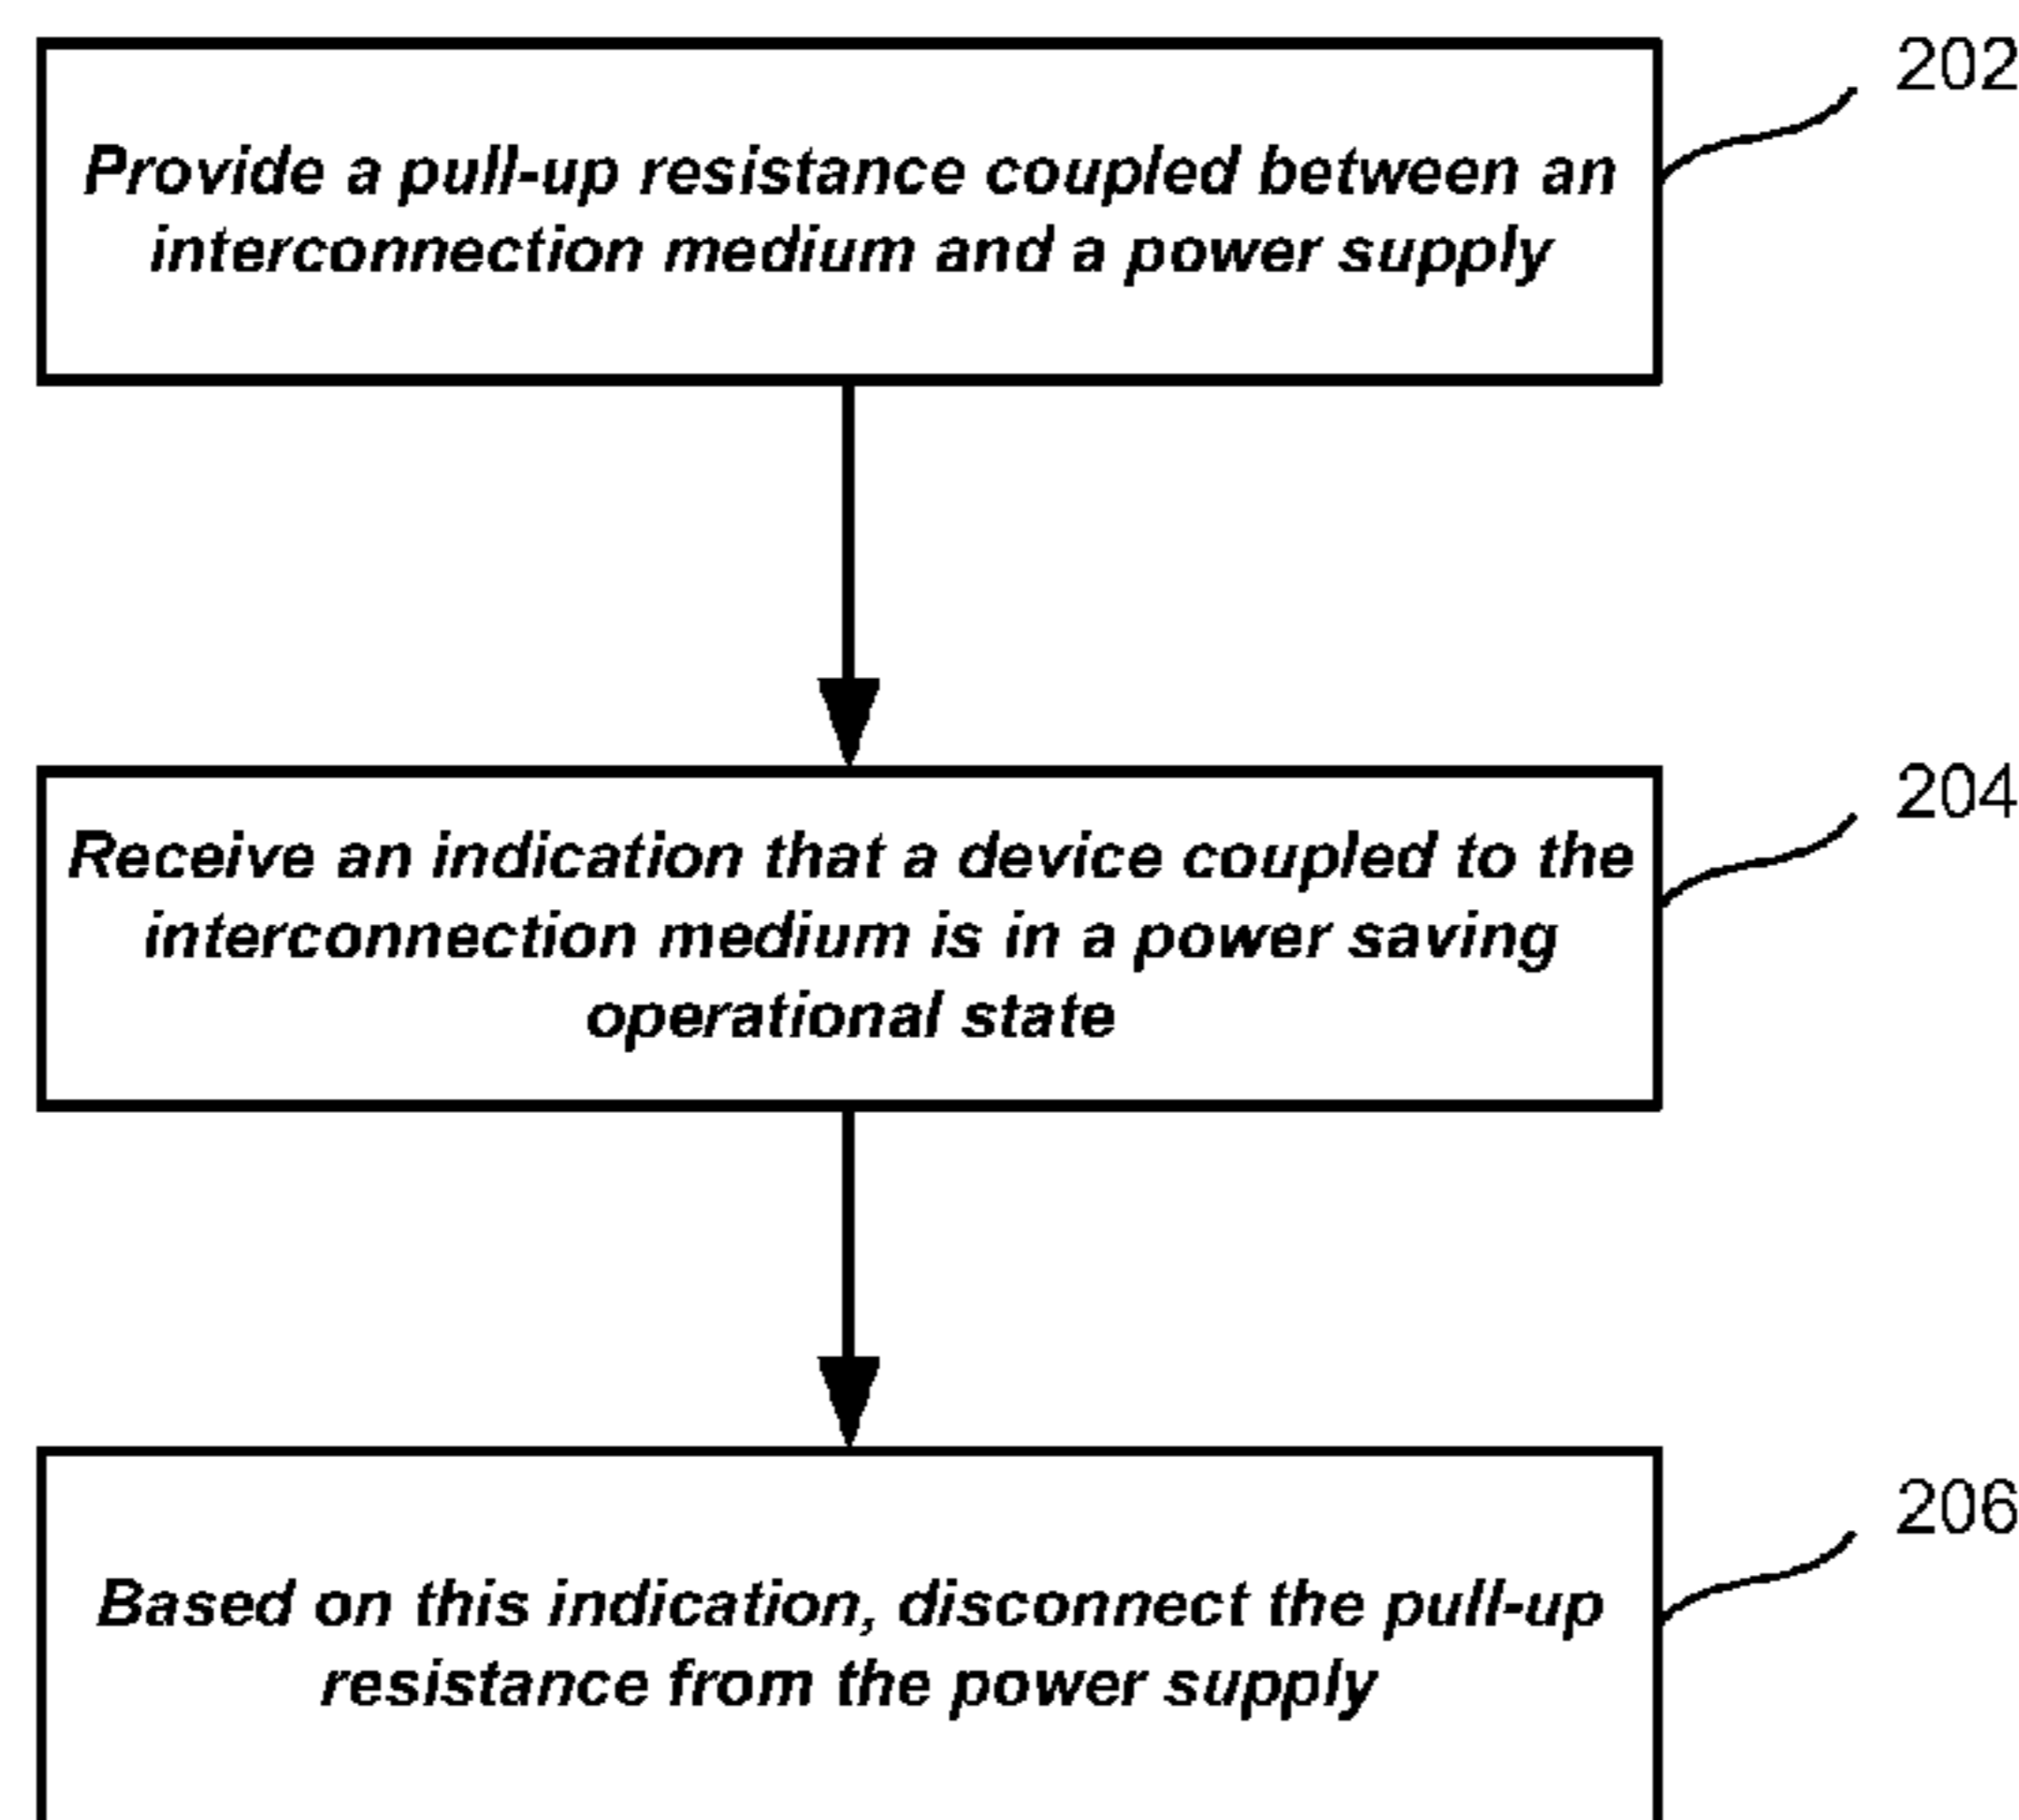 202
Provide a pull-up resistance coupled between an
interconnection medium and a power supply
204
Receive an indication that a device coupled to the
interconnection medium is in a power saving
operational state
206
Based on this indication, disconnect the pull-up
resistance from the power supply